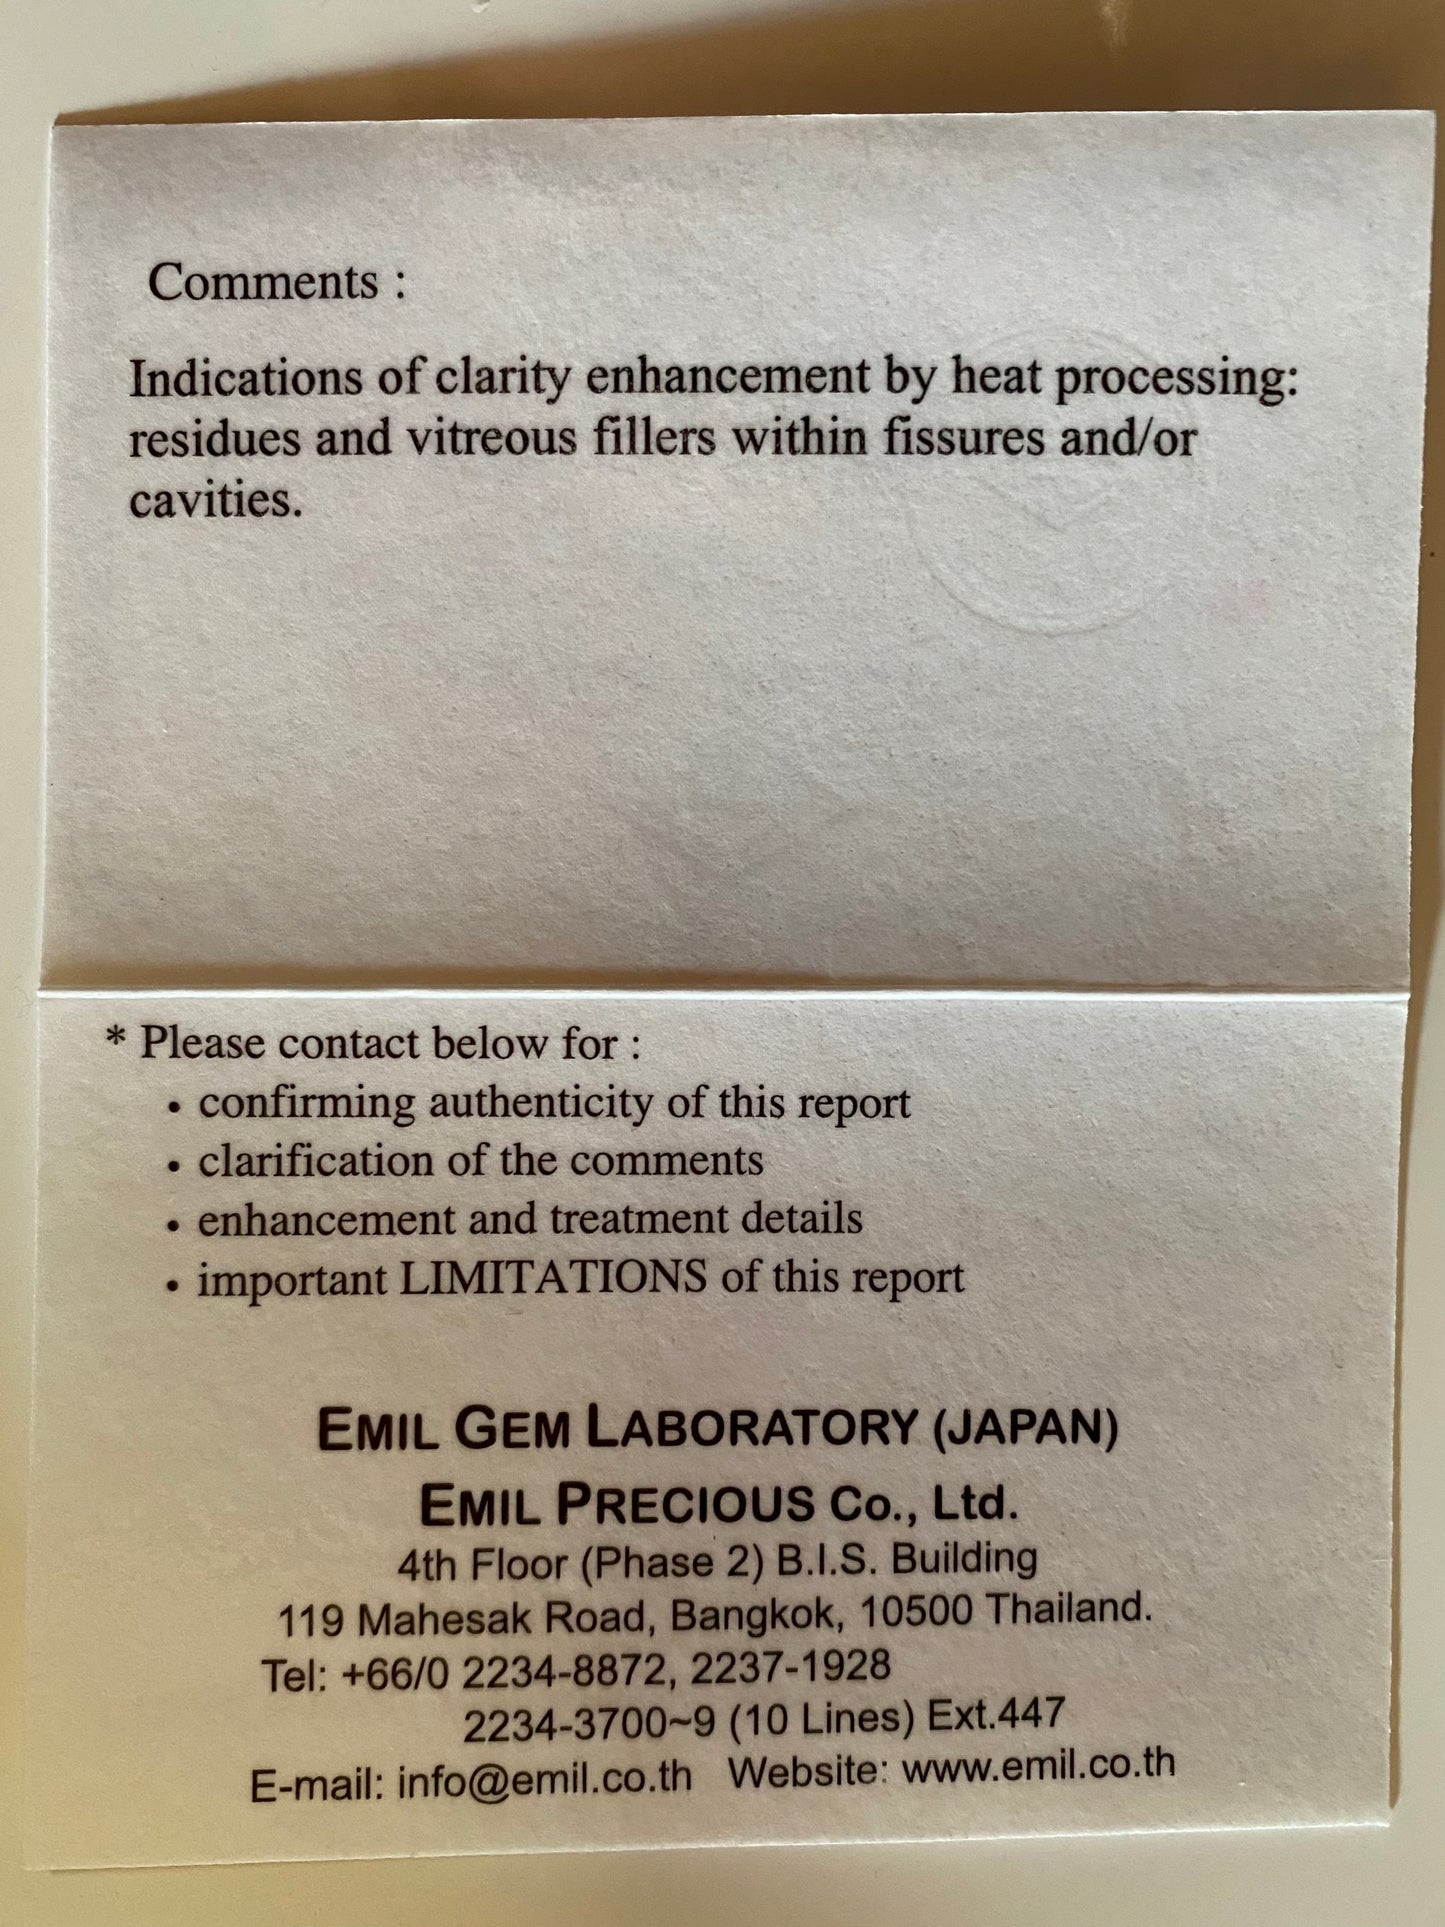 Comments :
Indications of clarity enhancement by heat processing:
residues and vitreous fillers within fissures and/or
cavities.
* Please contact below for :
• confirming authenticity of this report
• clarification of the comments
• enhancement and treatment details
• important LIMITATIONS of this report
EMIL GEM LABORATORY (JAPAN)
EMIL PRECIOUS Co., Ltd.
4th Floor (Phase 2) B.I.S. Building
119 Mahesak Road, Bangkok, 10500 Thailand.
Tel: +66/0 2234-8872, 2237-1928
2234-3700~9 (10 Lines) Ext.447
E-mail: info@emil.co.th Website: www.emil.co.th